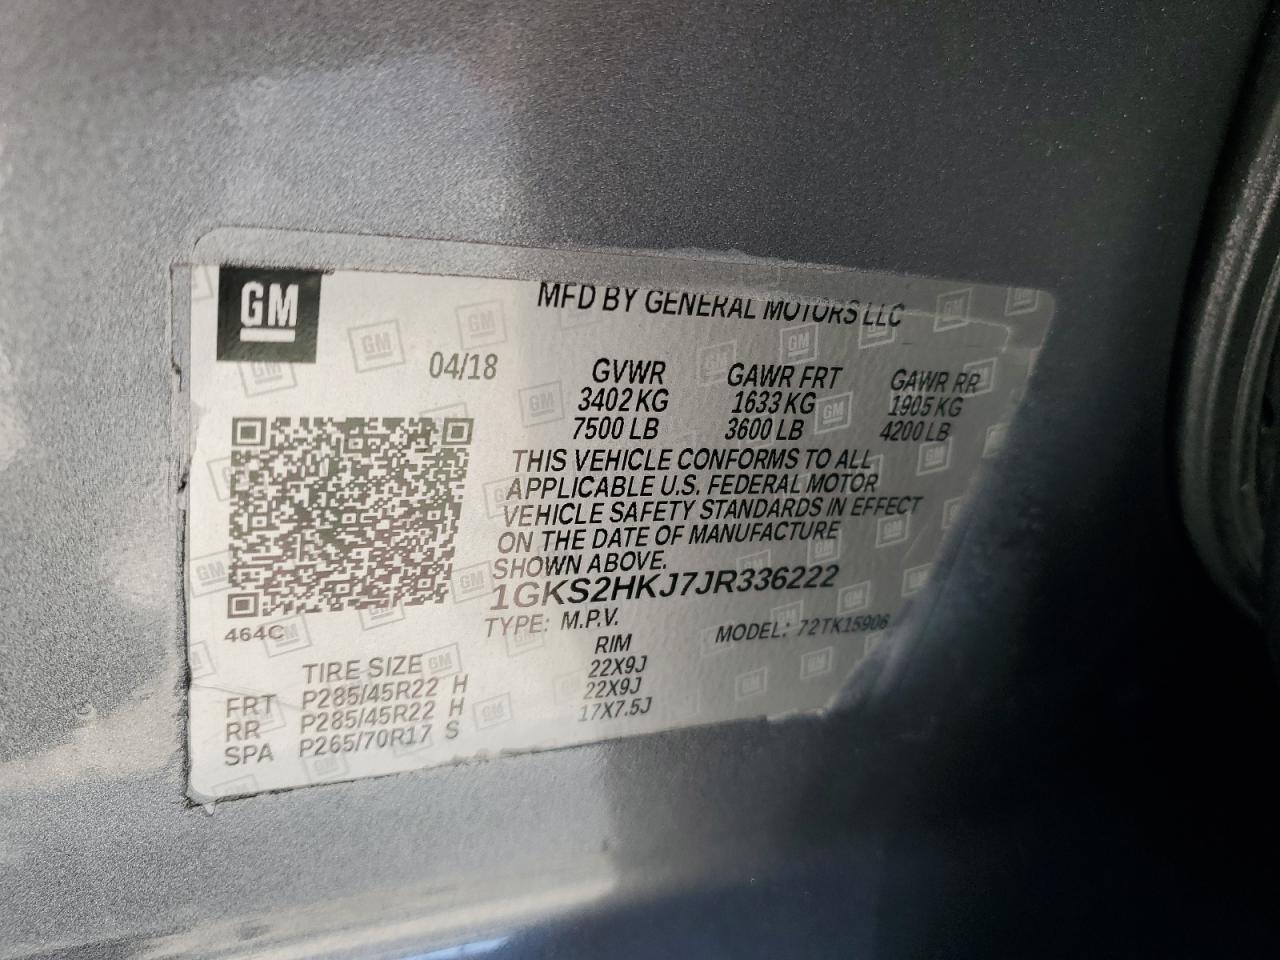 GM
MFD BY GENERAL MOTORS LLC
04/18
GVWR GAWR FRT GAWR RR
3402 KG 1633 KG 1905 KG
7500 LB 3600 LB 4200 LB
THIS VEHICLE CONFORMS TO ALL
APPLICABLE U.S. FEDERAL MOTOR
VEHICLE SAFETY STANDARDS IN EFFECT
ON THE DATE OF MANUFACTURE
SHOWN ABOVE.
1GKS2HKJ7JR336222
TYPE: M.P.V. MODEL: 72TK15906
464C
TIRE SIZE RIM
FRT P285/45R22 H 22X9J
RR P285/45R22 H 22X9J
SPA P265/70R17 S 17X7.5J